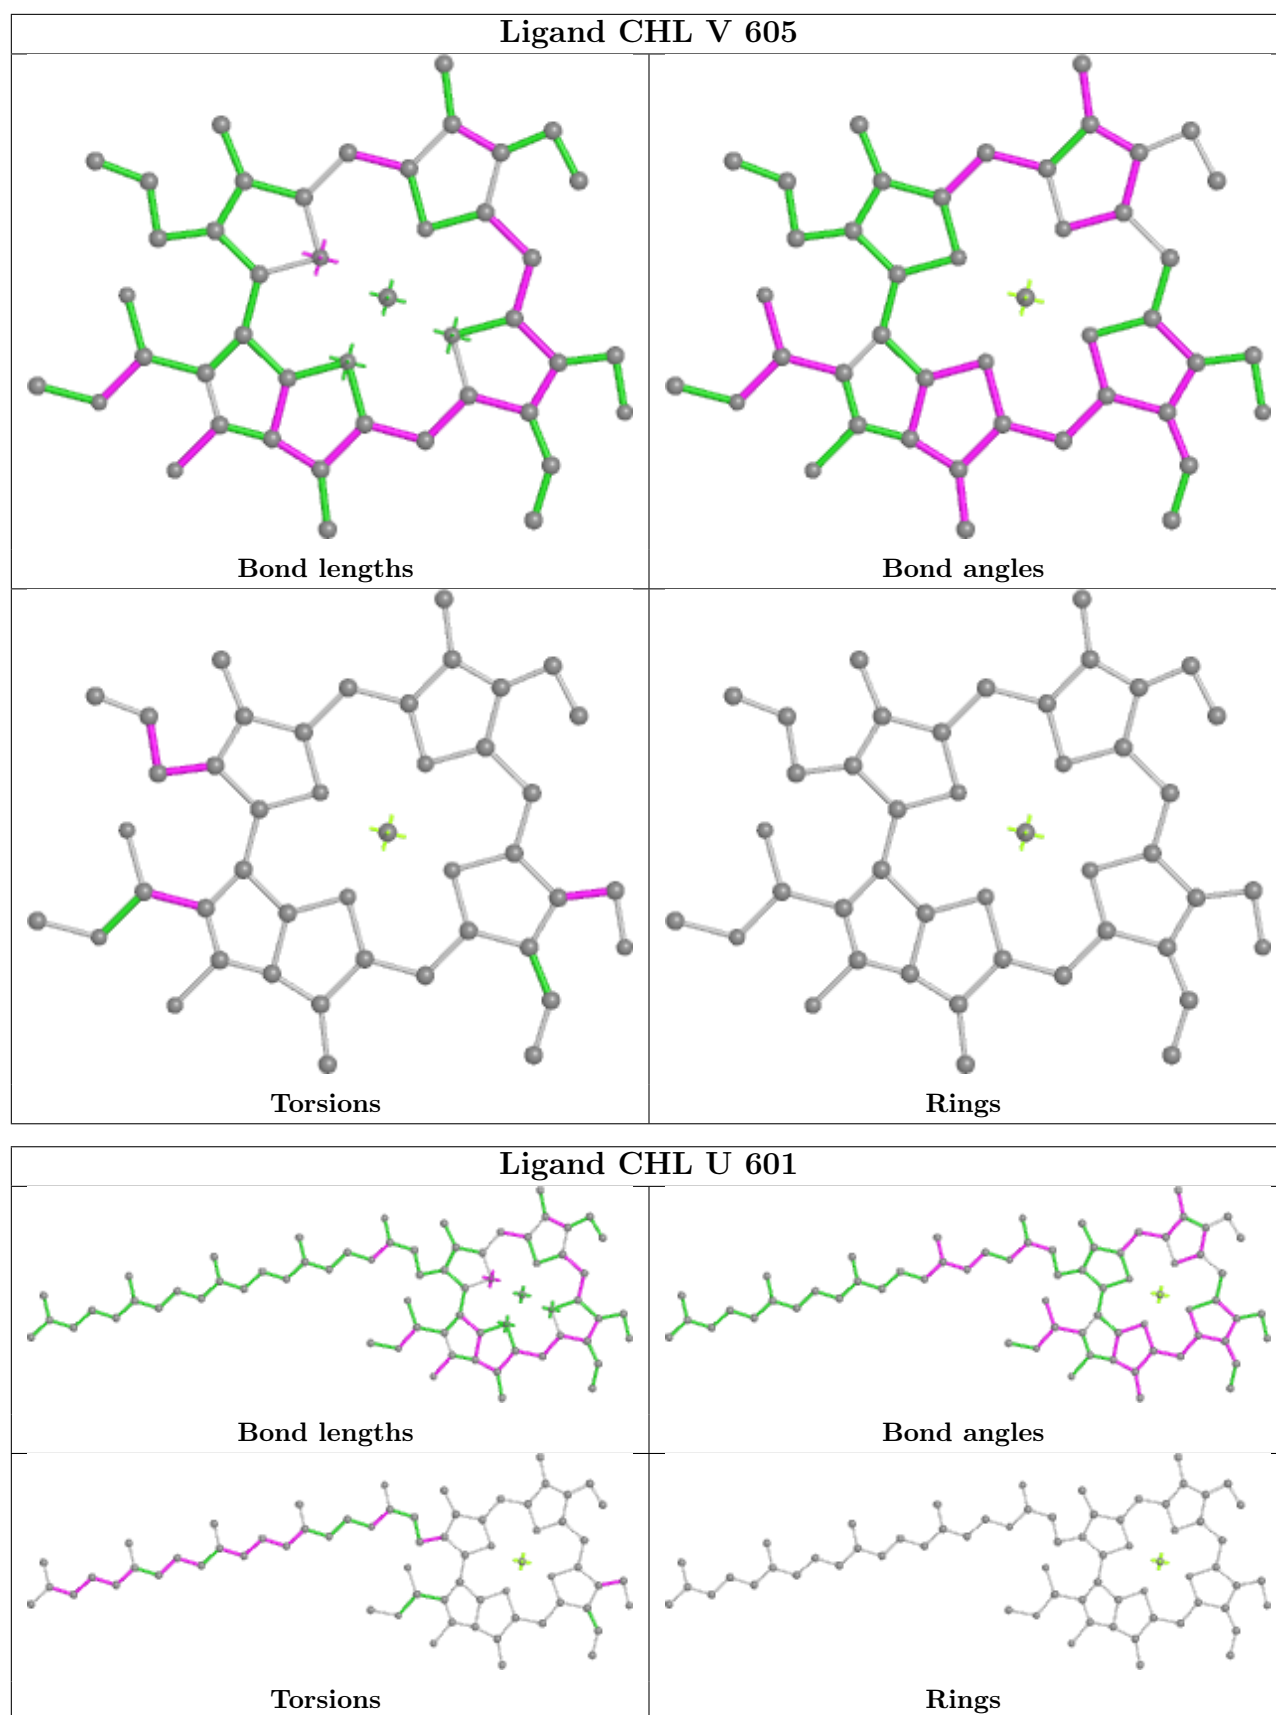 Ligand CHL V 605
Bond lengths
Bond angles
Torsions
Rings
Ligand CHL U 601
Bond lengths
Bond angles
Torsions
Rings